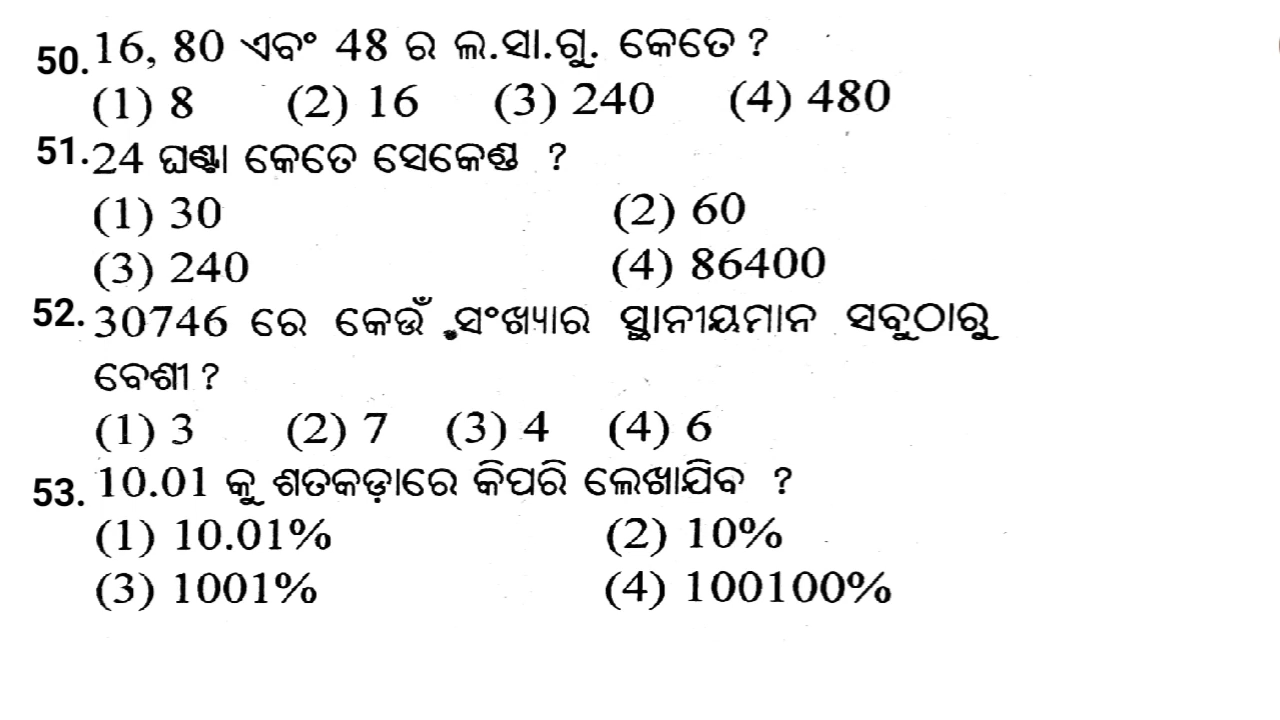 50. 16, 80 ଏବଂ 48 ର ଲ.ସା.ଗୁ. କେତେ ?
(1) 8 (2) 16 (3) 240 (4) 480
51. 24 ଘଣ୍ଟା କେତେ ସେକେଣ୍ଡ ?
(1) 30 (2) 60
(3) 240 (4) 86400
52. 30746 ରେ କେଉଁ ସଂଖ୍ୟାର ସ୍ଥାନୀୟମାନ ସବୁଠାରୁ
ବେଶୀ ?
(1) 3 (2) 7 (3) 4 (4) 6
53. 10.01 କୁ ଶତକଡ଼ାରେ କିପରି ଲେଖାଯିବ ?
(1) 10.01% (2) 10%
(3) 1001% (4) 100100%